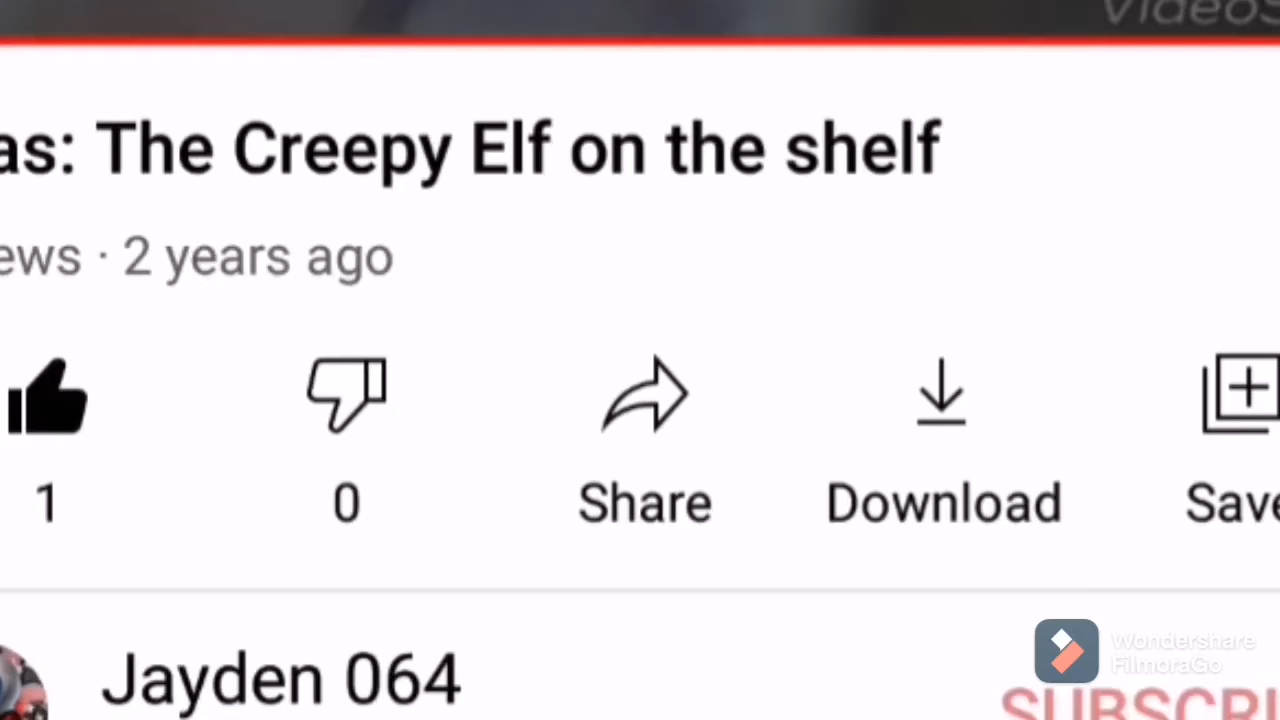 VideoS
as: The Creepy Elf on the shelf
ews · 2 years ago
1
0
Share
Download
Save
Jayden 064
Wondershare
FilmoraGo
SUBSCRI